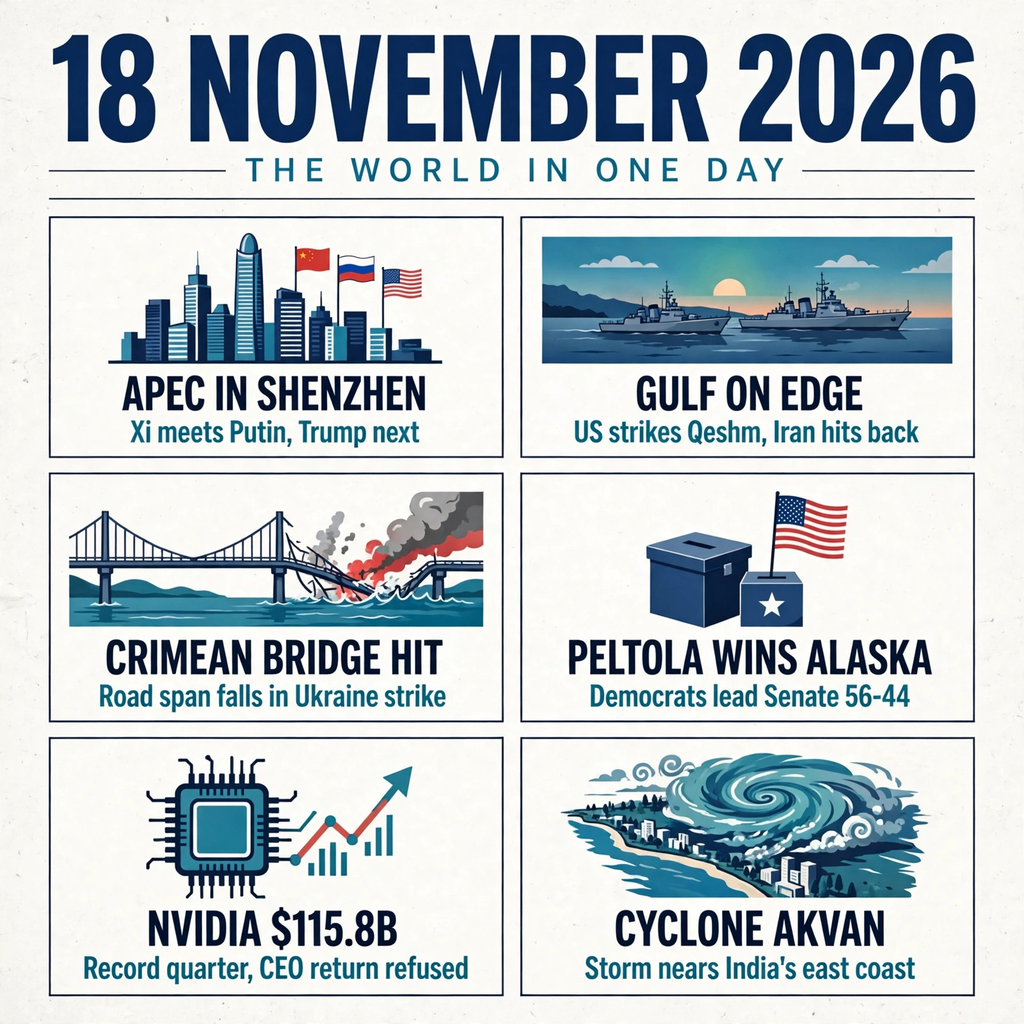 18 NOVEMBER 2026
THE WORLD IN ONE DAY
APEC IN SHENZHEN
Xi meets Putin, Trump next
GULF ON EDGE
US strikes Qeshm, Iran hits back
CRIMEAN BRIDGE HIT
Road span falls in Ukraine strike
PELTOLA WINS ALASKA
Democrats lead Senate 56-44
NVIDIA $115.8B
Record quarter, CEO return refused
CYCLONE AKVAN
Storm nears India's east coast